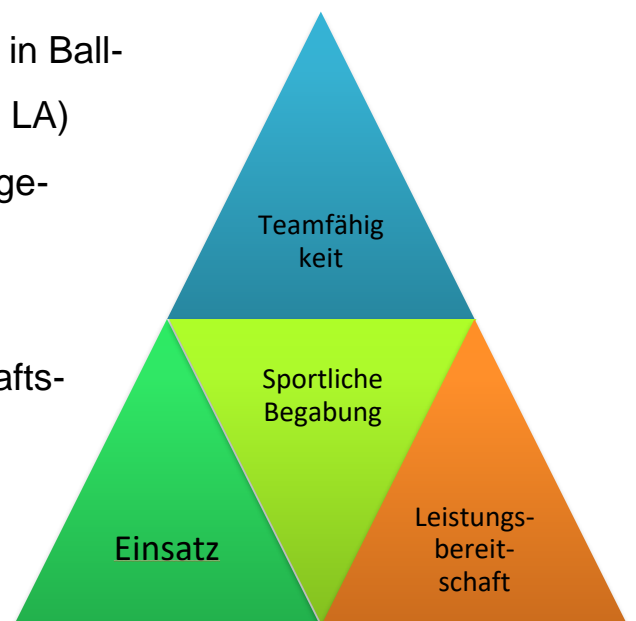 in Ball-
LA)
ge-
afts-
Teamfähig
keit
Sportliche
Begabung
Einsatz
Leistungs-
bereit-
schaft